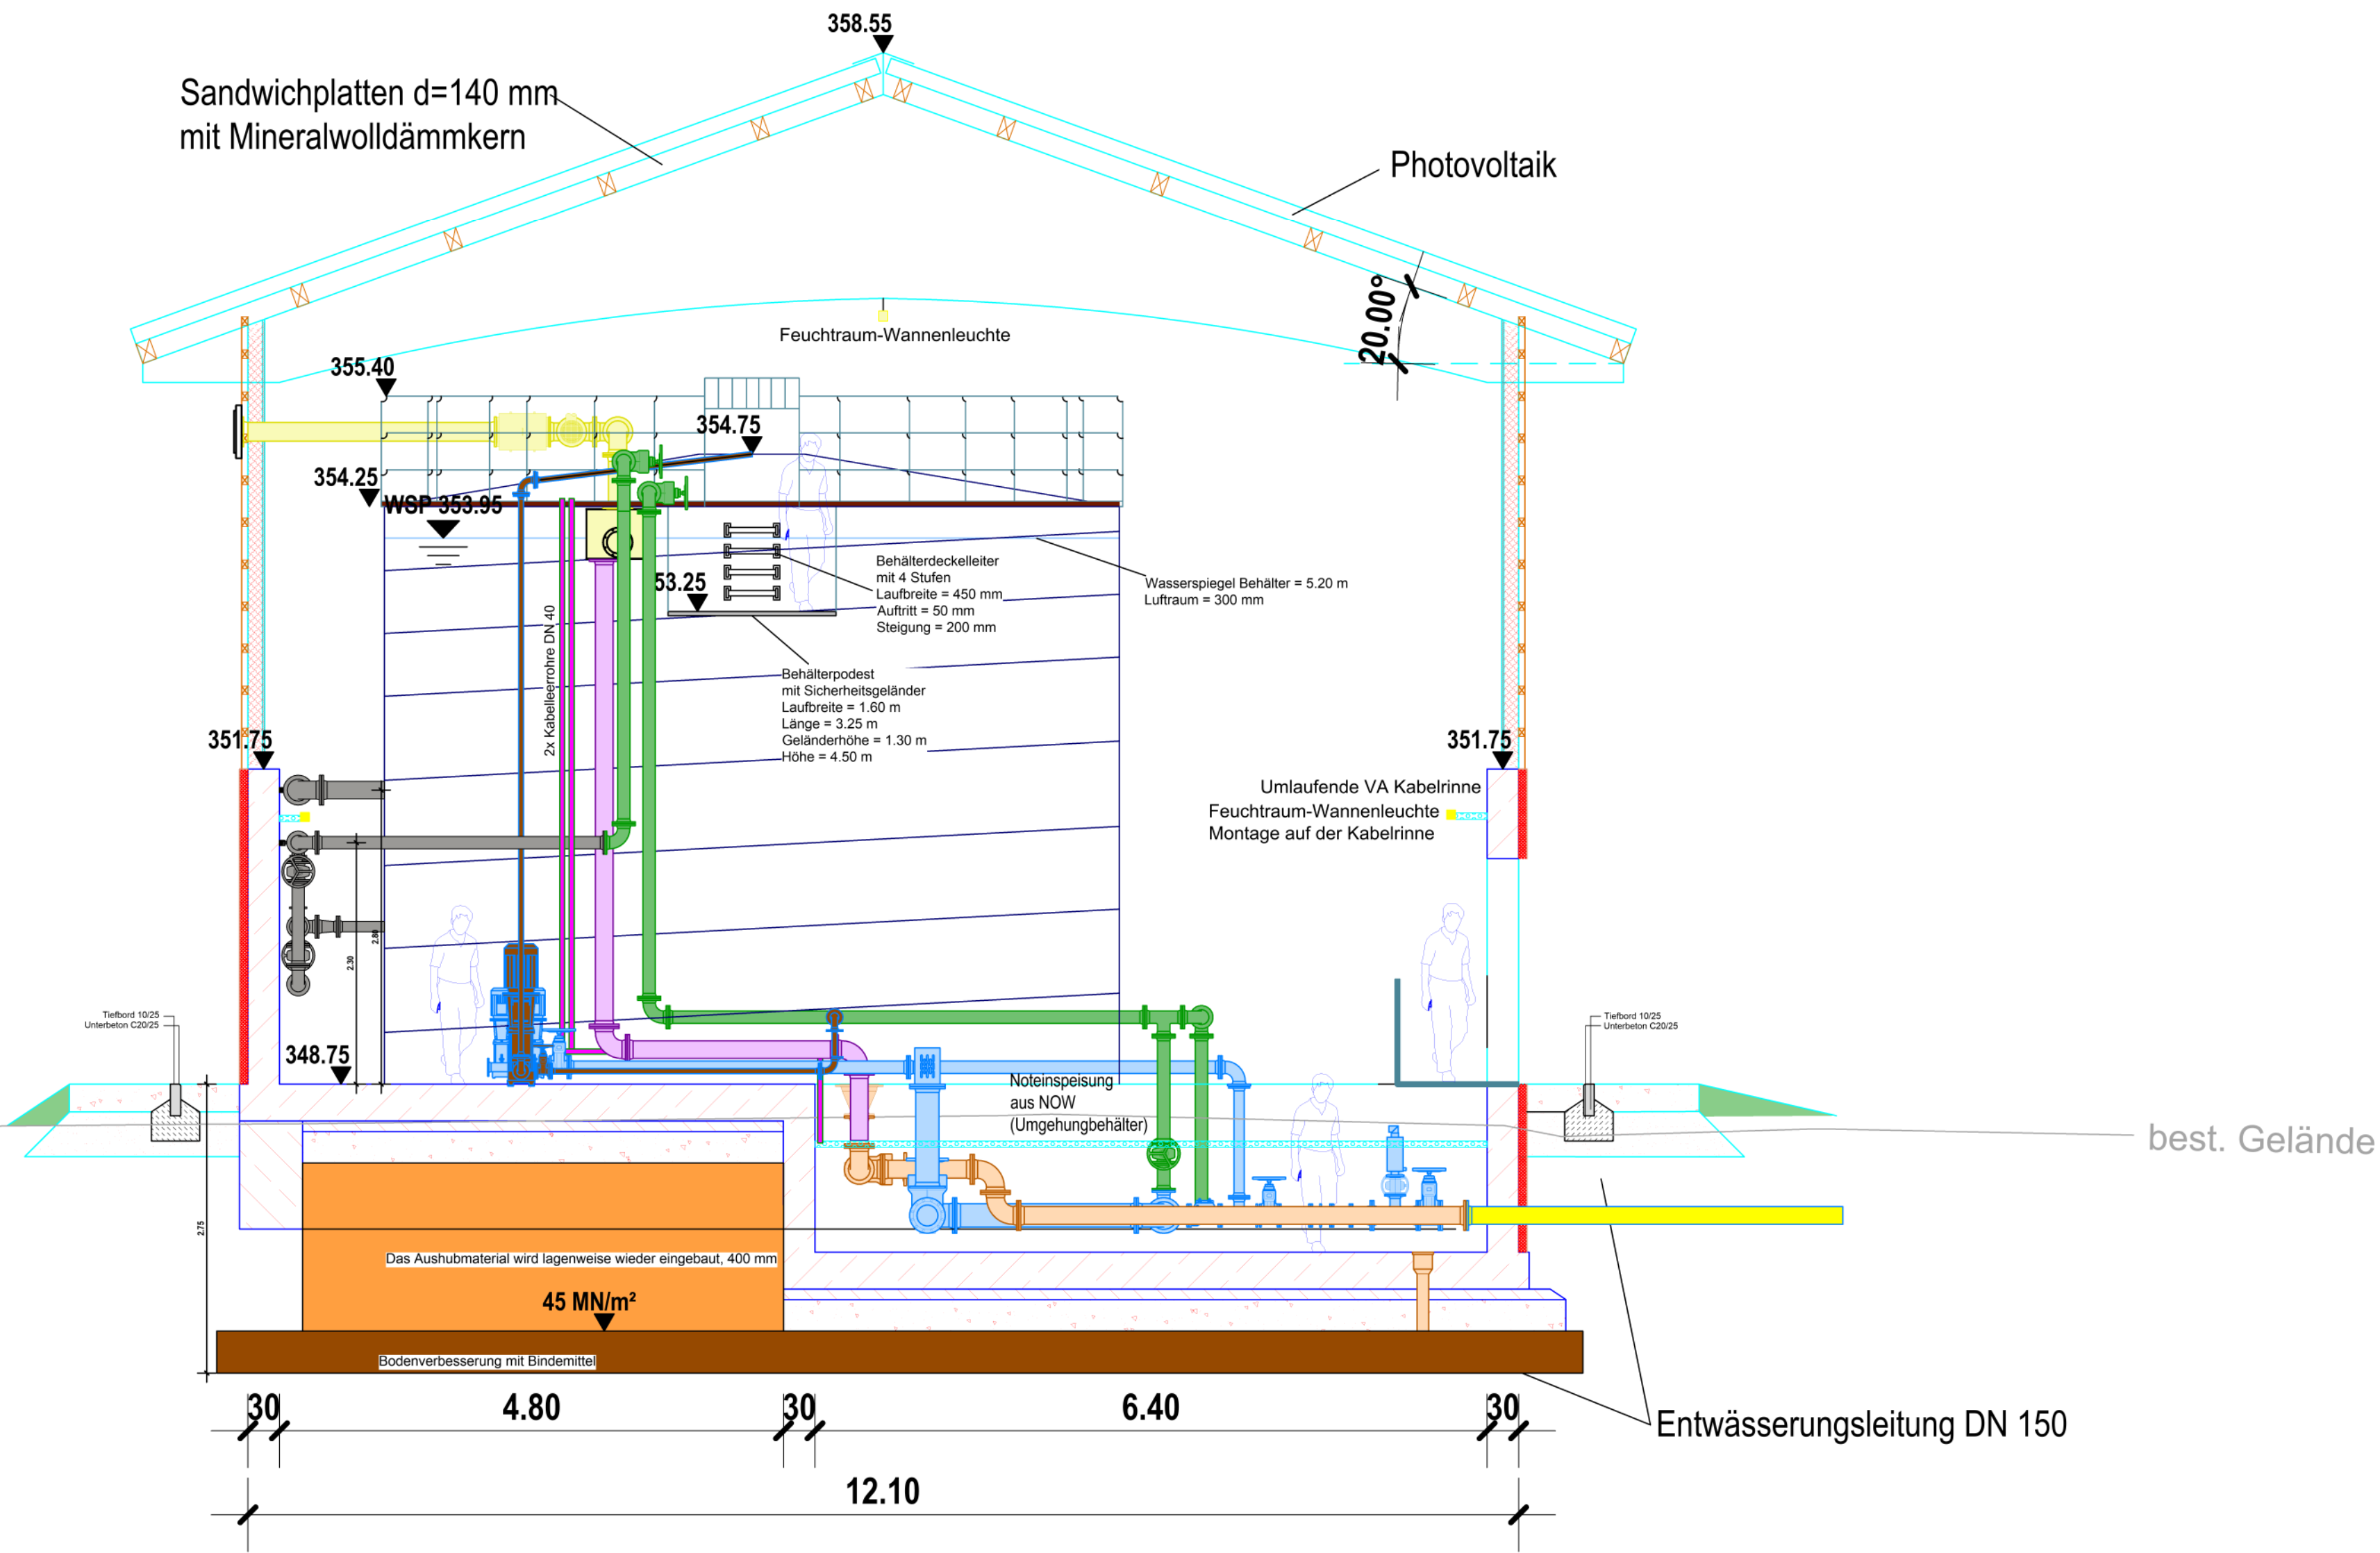 358.55
Sandwichplatten d=140 mm
mit Mineralwolldämmkern
Photovoltaik
20.00°
Feuchtraum-Wannenleuchte
355.40
354.75
354.25
WSP 353.95
53.25
Behälterdeckelleiter
mit 4 Stufen
Laufbreite = 450 mm
Auftritt = 50 mm
Steigung = 200 mm
Wasserspiegel Behälter = 5.20 m
Luftraum = 300 mm
2x Kabelleerrohre DN 40
Behälterpodest
mit Sicherheitsgeländer
Laufbreite = 1.60 m
Länge = 3.25 m
Geländerhöhe = 1.30 m
Höhe = 4.50 m
351.75
351.75
Umlaufende VA Kabelrinne
Feuchtraum-Wannenleuchte
Montage auf der Kabelrinne
2.80
2.30
Tiefbord 10/25
Unterbeton C20/25
Tiefbord 10/25
Unterbeton C20/25
348.75
Noteinspeisung
aus NOW
(Umgehungbehälter)
best. Gelände
2.75
Das Aushubmaterial wird lagenweise wieder eingebaut, 400 mm
45 MN/m²
Bodenverbesserung mit Bindemittel
30
4.80
30
6.40
30
Entwässerungsleitung DN 150
12.10